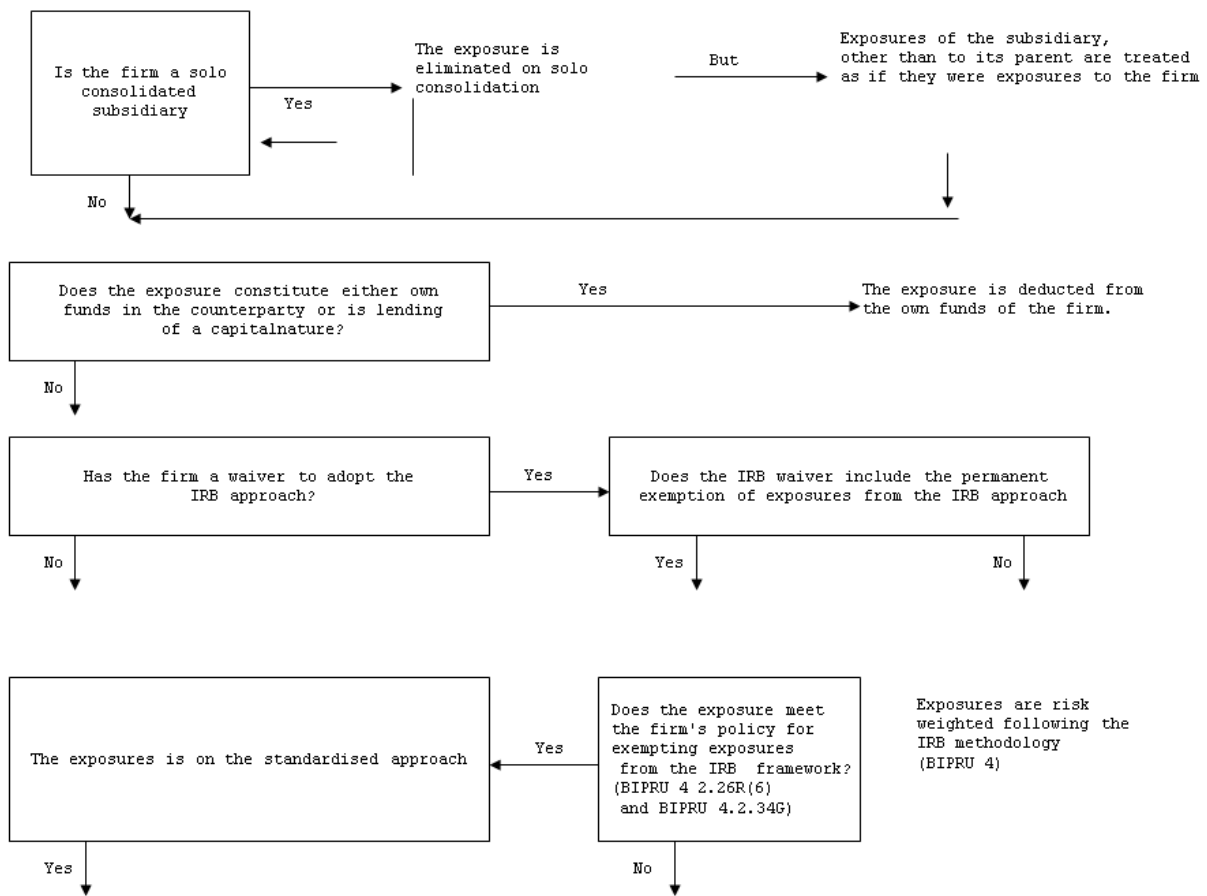 Is the firm a solo
consolidated
subsidiary
Yes
The exposure is
eliminated on solo
consolidation
But
Exposures of the subsidiary,
other than to its parent are treated
as if they were exposures to the firm
No
Does the exposure constitute either own
funds in the counterparty or is lending
of a capitalnature?
Yes
The exposure is deducted from
the own funds of the firm.
No
Has the firm a waiver to adopt the
IRB approach?
Yes
Does the IRB waiver include the permanent
exemption of exposures from the IRB approach
No
Yes
No
The exposures is on the standardised approach
Yes
Does the exposure meet
the firm's policy for
exempting exposures
from the IRB framework?
(BIPRU 4 2.26R(6)
and BIPRU 4.2.34G)
Exposures are risk
weighted following the
IRB methodology
(BIPRU 4)
Yes
No